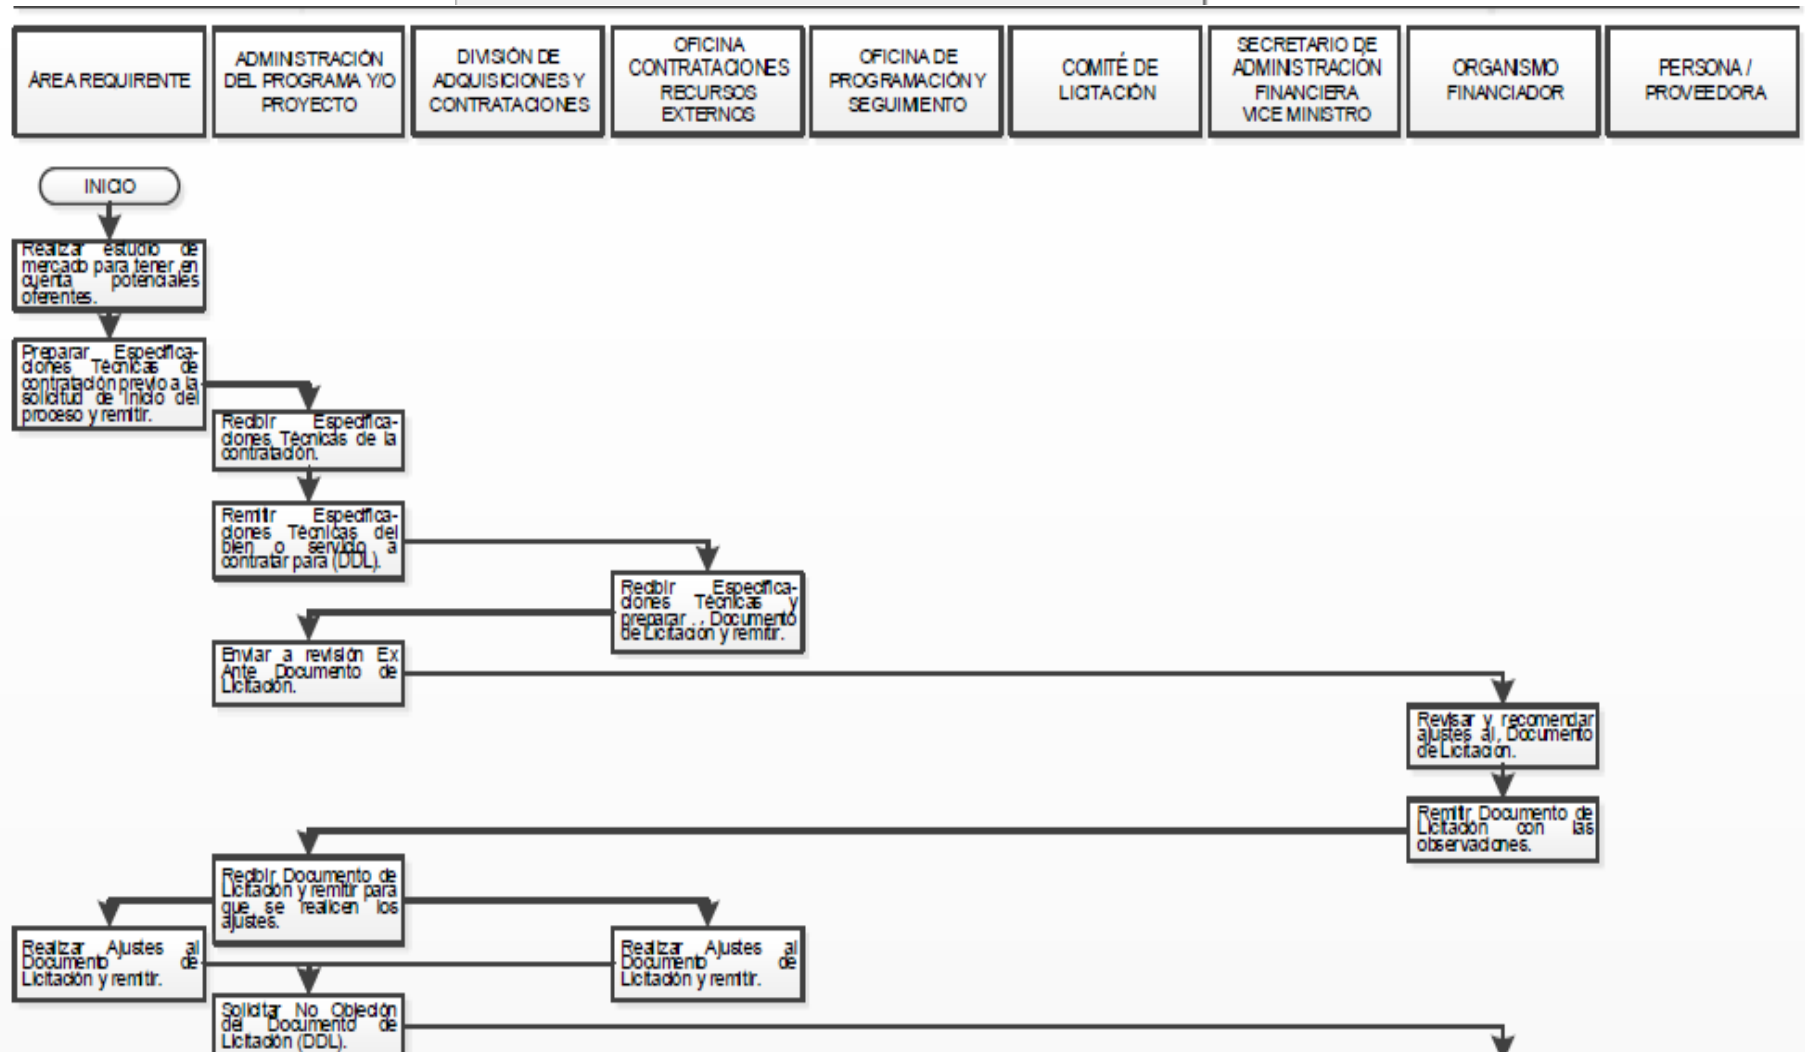 ÁREA REQUIRENTE
ADMINISTRACIÓN
DEL PROGRAMA Y/O
PROYECTO
DIVISIÓN DE
ADQUISICIONES Y
CONTRATACIONES
OFICINA
CONTRATACIONES
RECURSOS
EXTERNOS
OFICINA DE
PROGRAMACIÓN Y
SEGUIMIENTO
COMITÉ DE
LICITACIÓN
SECRETARIO DE
ADMINISTRACIÓN
FINANCIERA
VICE MINISTRO
ORGANISMO
FINANCIADOR
PERSONA /
PROVEEDORA
INICIO
Realizar estudio de
mercado para tener en
cuenta potenciales
oferentes.
Preparar Especifica-
ciones Técnicas de
contratación previo a la
solicitud de inicio del
proceso y remitir.
Recibir Especifica-
ciones Técnicas de la
contratación.
Remitir Especifica-
ciones Técnicas del
bien o servicio a
contratar para (DDL).
Recibir Especifica-
ciones Técnicas y
preparar . , Documento
de Licitación y remitir.
Enviar a revisión Ex
Ante Documento de
Licitación.
Revisar y recomendar
ajustes al , Documento
de Licitación.
Remitir Documento de
Licitación con las
observaciones.
Recibir Documento de
Licitación y remitir para
que se realicen los
ajustes.
Realizar Ajustes al
Documento de
Licitación y remitir.
Realizar Ajustes al
Documento de
Licitación y remitir.
Solicitar No Objeción
del Documento de
Licitación (DDL).